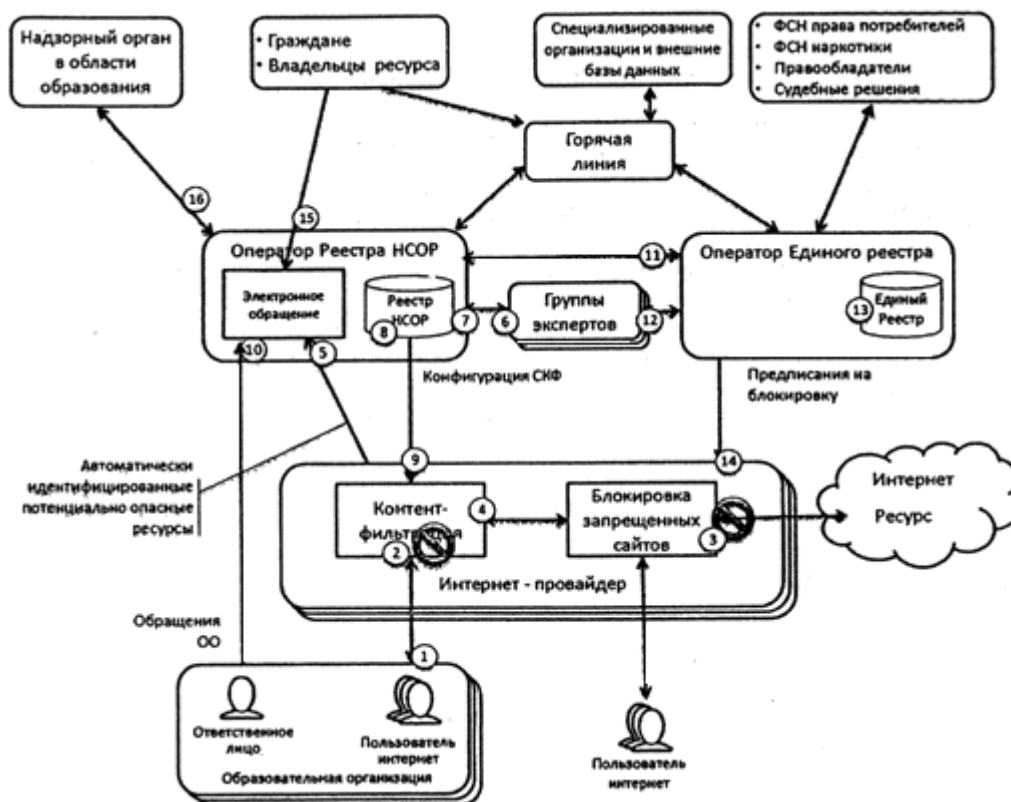 Надзорный орган
в области
образования
• Граждане
• Владельцы ресурса
Специализированные
организации и внешние
базы данных
• ФСН права потребителей
• ФСН наркотики
• Правообладатели
• Судебные решения
Горячая
линия
16
15
Оператор Реестра НСОР
11
Оператор Единого реестра
Электронное
обращение
Реестр
НСОР
8
7
6
Группы
экспертов
12
13
Единый
Реестр
10
5
Конфигурация СКФ
Предписания на
блокировку
9
14
Автоматически
идентифицированные
потенциально опасные
ресурсы
Контент-
фильтрация
2
4
Блокировка
запрещенных
сайтов
3
Интернет
Ресурс
Интернет - провайдер
Обращения
ОО
1
Ответственное
лицо
Пользователь
интернет
Образовательная организация
Пользователь
интернет